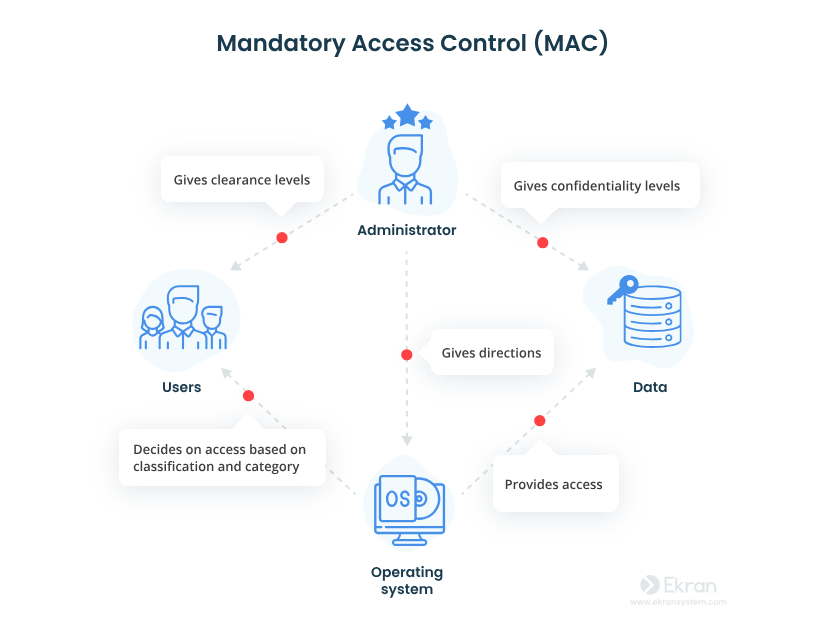 Mandatory Access Control (MAC)
Gives clearance levels
Gives confidentiality levels
Administrator
Gives directions
Users
Data
Decides on access based on
classification and category
Provides access
OS
Operating
system
Ekran
www.ekransystem.com